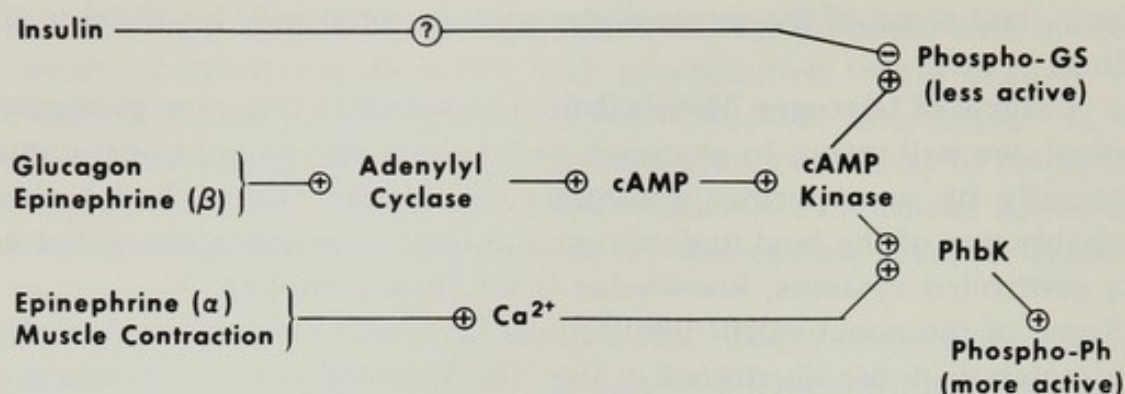 Insulin
?
Phospho-GS
(less active)
Glucagon
Epinephrine (β)
Adenylyl
Cyclase
cAMP
cAMP
Kinase
PhbK
Epinephrine (α)
Muscle Contraction
Ca²⁺
Phospho-Ph
(more active)